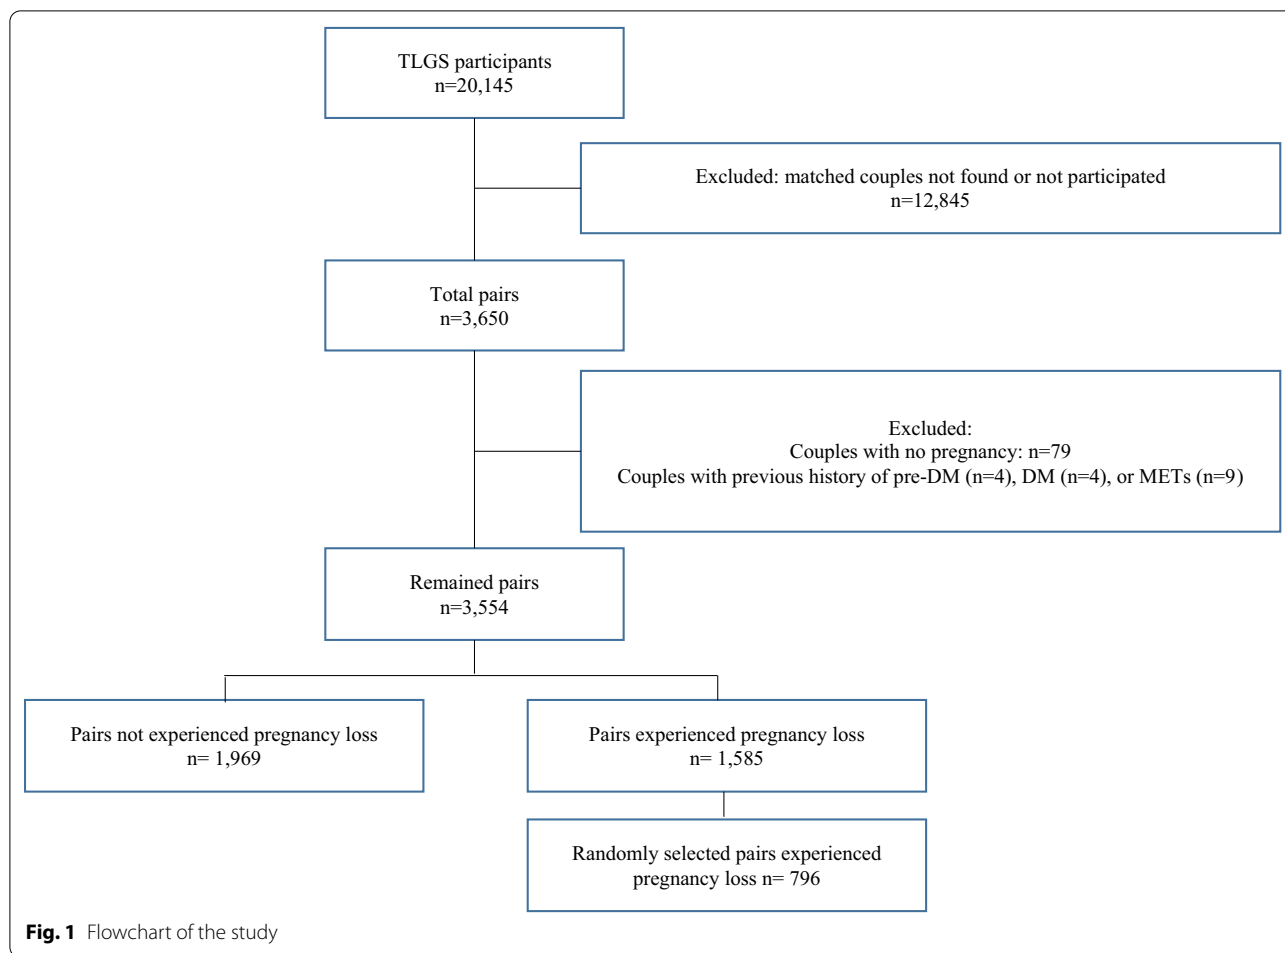 TLGS participants
n=20,145
Excluded: matched couples not found or not participated
n=12,845
Total pairs
n=3,650
Excluded:
Couples with no pregnancy: n=79
Couples with previous history of pre-DM (n=4), DM (n=4), or METs (n=9)
Remained pairs
n=3,554
Pairs not experienced pregnancy loss
n= 1,969
Pairs experienced pregnancy loss
n= 1,585
Randomly selected pairs experienced
pregnancy loss n= 796
Fig. 1 Flowchart of the study